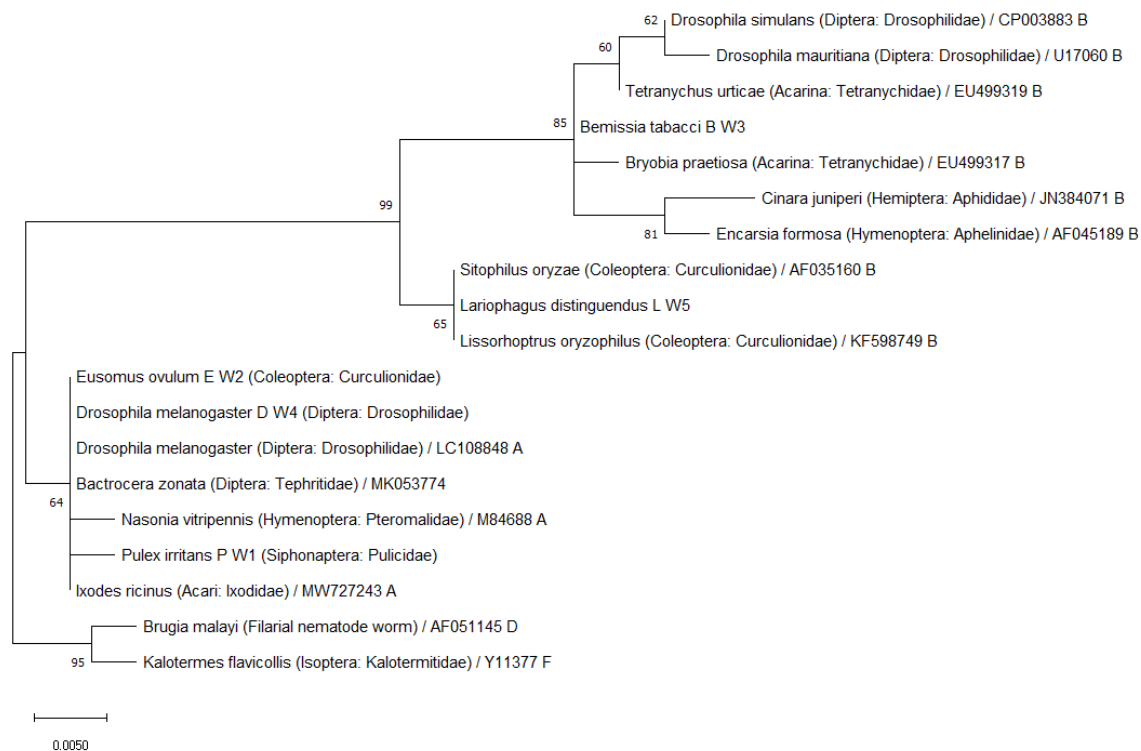 62
Drosophila simulans (Diptera: Drosophilidae) / CP003883 B
60
Drosophila mauritiana (Diptera: Drosophilidae) / U17060 B
Tetranychus urticae (Acarina: Tetranychidae) / EU499319 B
85
Bemissia tabacci B W3
Bryobia praetiosa (Acarina: Tetranychidae) / EU499317 B
99
Cinara juniperi (Hemiptera: Aphididae) / JN384071 B
81
Encarsia formosa (Hymenoptera: Aphelinidae) / AF045189 B
Sitophilus oryzae (Coleoptera: Curculionidae) / AF035160 B
Lariophagus distinguendus L W5
65
Lissorhoptrus oryzophilus (Coleoptera: Curculionidae) / KF598749 B
Eusomus ovulum E W2 (Coleoptera: Curculionidae)
Drosophila melanogaster D W4 (Diptera: Drosophilidae)
Drosophila melanogaster (Diptera: Drosophilidae) / LC108848 A
Bactrocera zonata (Diptera: Tephritidae) / MK053774
64
Nasonia vitripennis (Hymenoptera: Pteromalidae) / M84688 A
Pulex irritans P W1 (Siphonaptera: Pulicidae)
Ixodes ricinus (Acari: Ixodidae) / MW727243 A
Brugia malayi (Filarial nematode worm) / AF051145 D
95
Kalotermes flavicollis (Isoptera: Kalotermitidae) / Y11377 F
0.0050